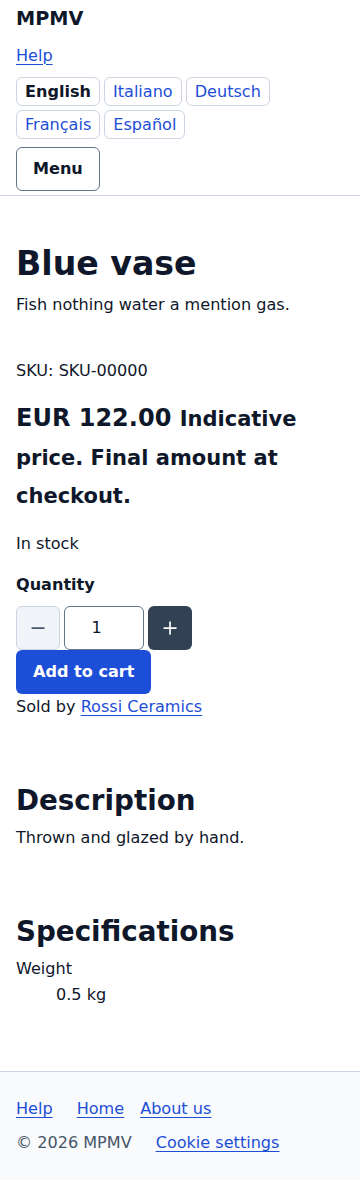 MPMV
Help
English Italiano Deutsch
Français Español
Menu
Blue vase
Fish nothing water a mention gas.
SKU: SKU-00000
EUR 122.00 Indicative
price. Final amount at
checkout.
In stock
Quantity
− 1 +
Add to cart
Sold by Rossi Ceramics
Description
Thrown and glazed by hand.
Specifications
Weight
0.5 kg
Help Home About us
© 2026 MPMV Cookie settings